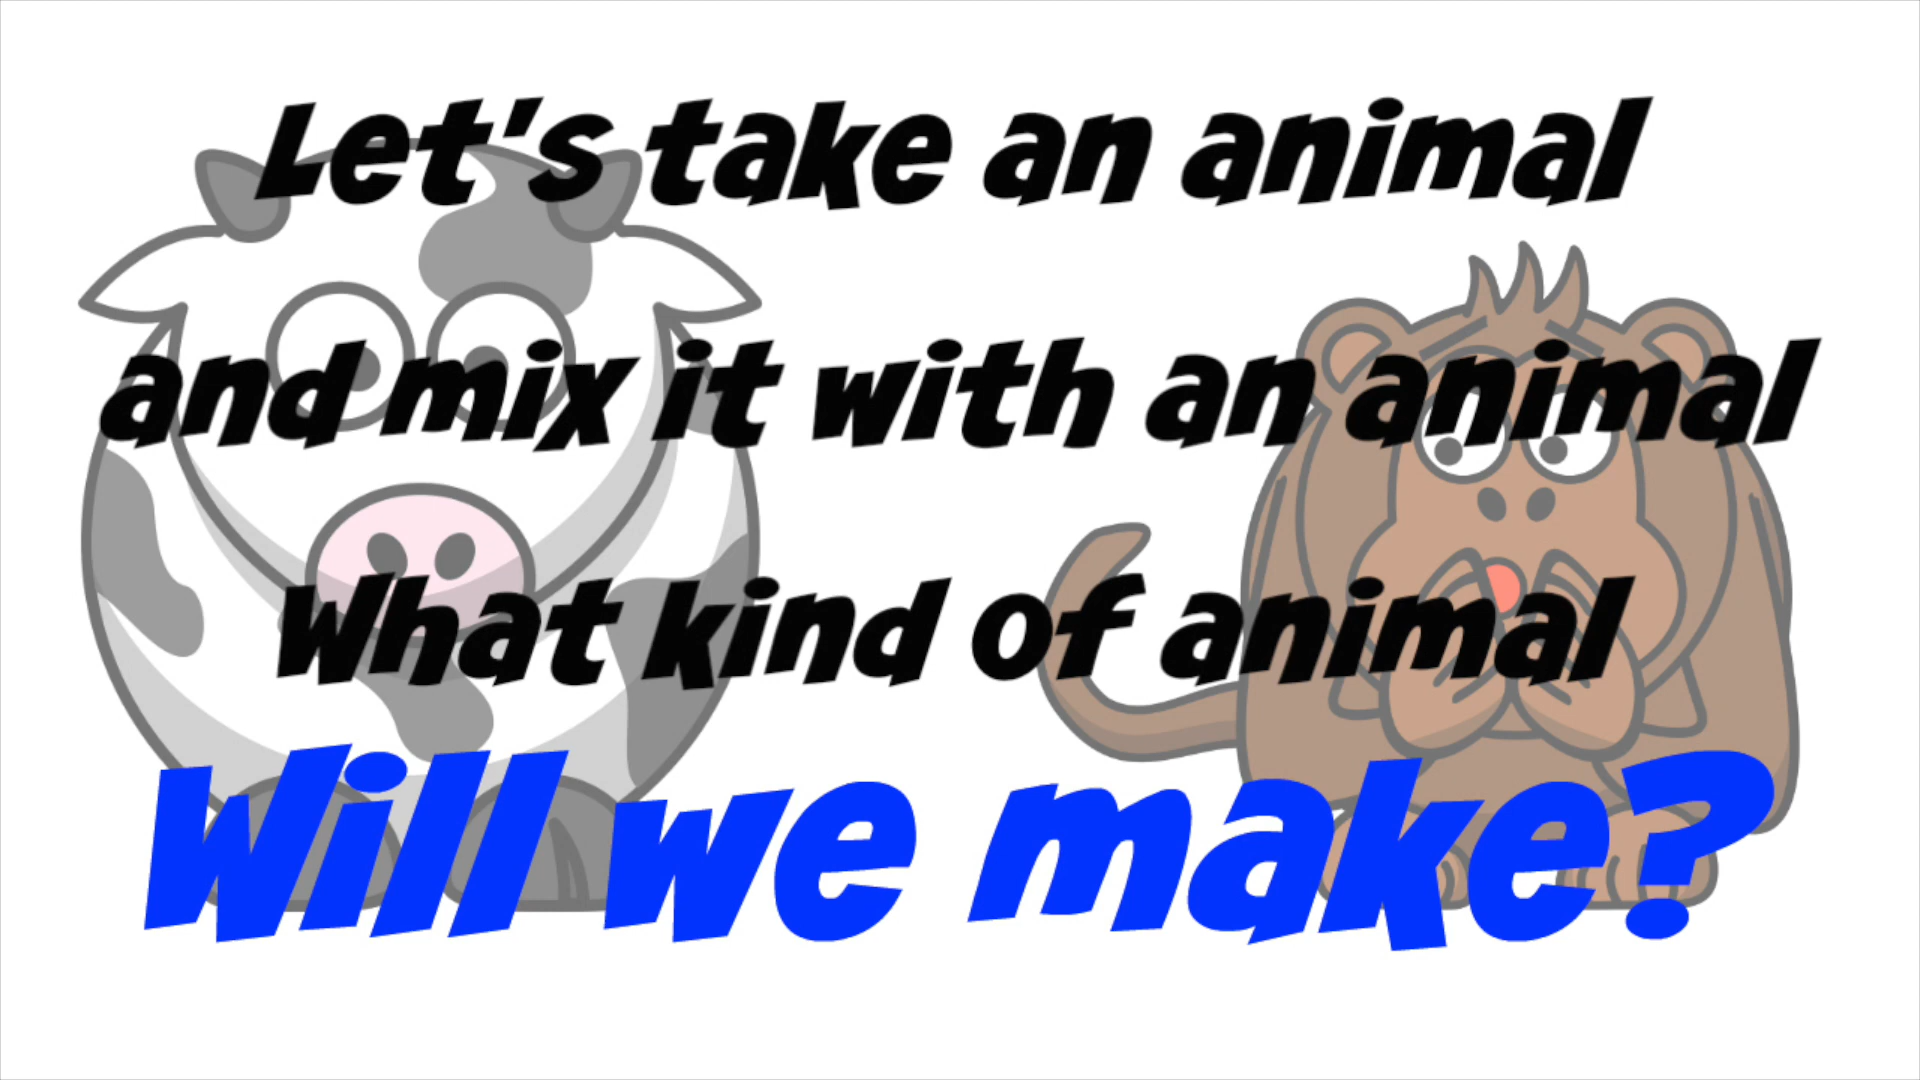 Let's take an animal
and mix it with an animal
What kind of animal
Will we make?